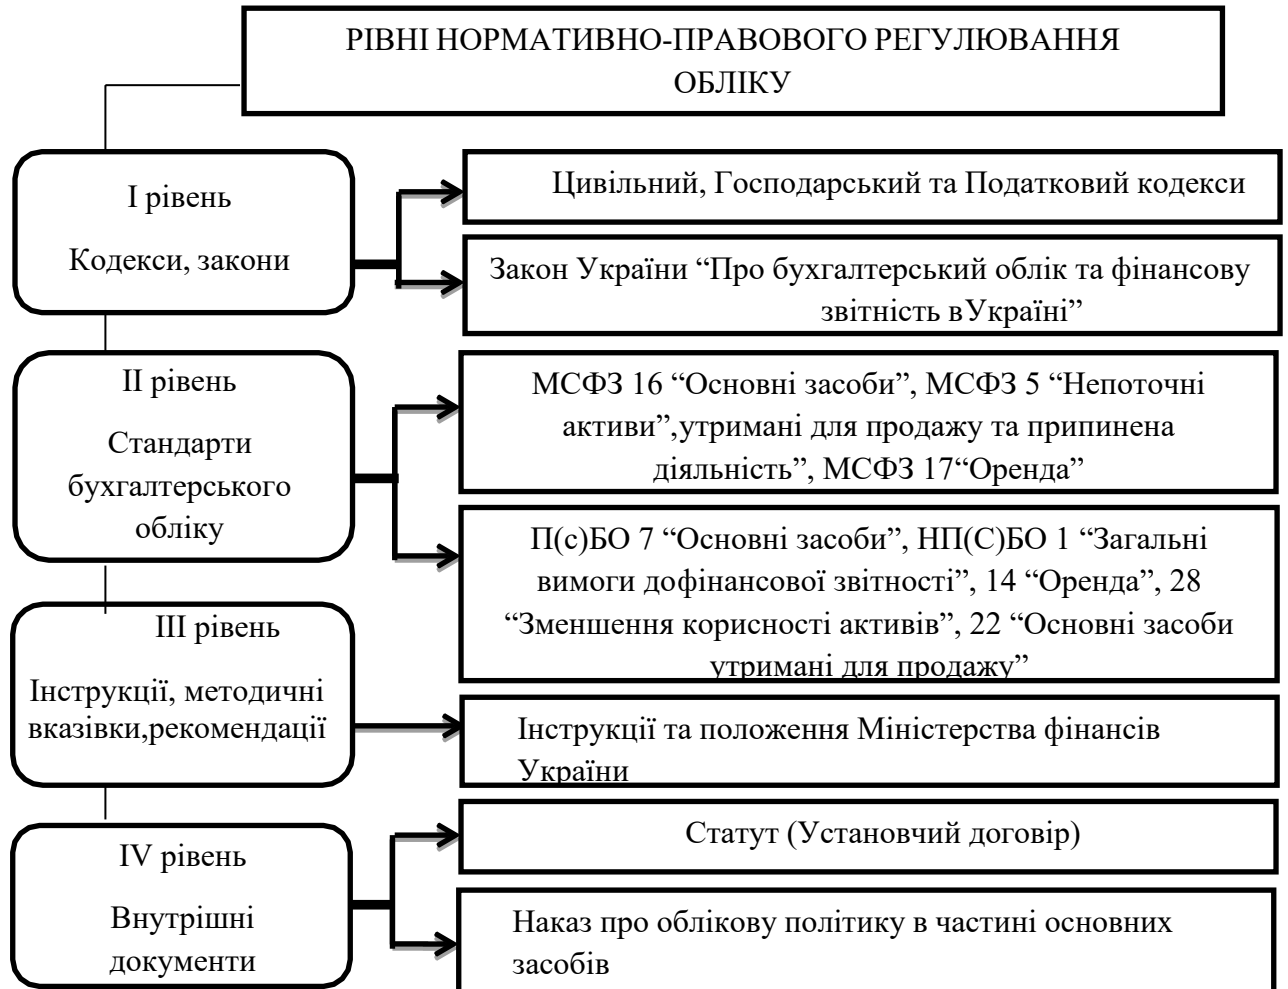 РІВНІ НОРМАТИВНО-ПРАВОВОГО РЕГУЛЮВАННЯ
ОБЛІКУ
І рівень
Кодекси, закони
Цивільний, Господарський та Податковий кодекси
Закон України “Про бухгалтерський облік та фінансову
звітність вУкраїні”
ІІ рівень
Стандарти
бухгалтерського
обліку
МСФЗ 16 “Основні засоби”, МСФЗ 5 “Непоточні
активи”,утримані для продажу та припинена
діяльність”, МСФЗ 17“Оренда”
П(с)БО 7 “Основні засоби”, НП(С)БО 1 “Загальні
вимоги дофінансової звітності”, 14 “Оренда”, 28
“Зменшення корисності активів”, 22 “Основні засоби
утримані для продажу”
ІІІ рівень
Інструкції, методичні
вказівки,рекомендації
Інструкції та положення Міністерства фінансів
України
IV рівень
Внутрішні
документи
Статут (Установчий договір)
Наказ про облікову політику в частині основних
засобів